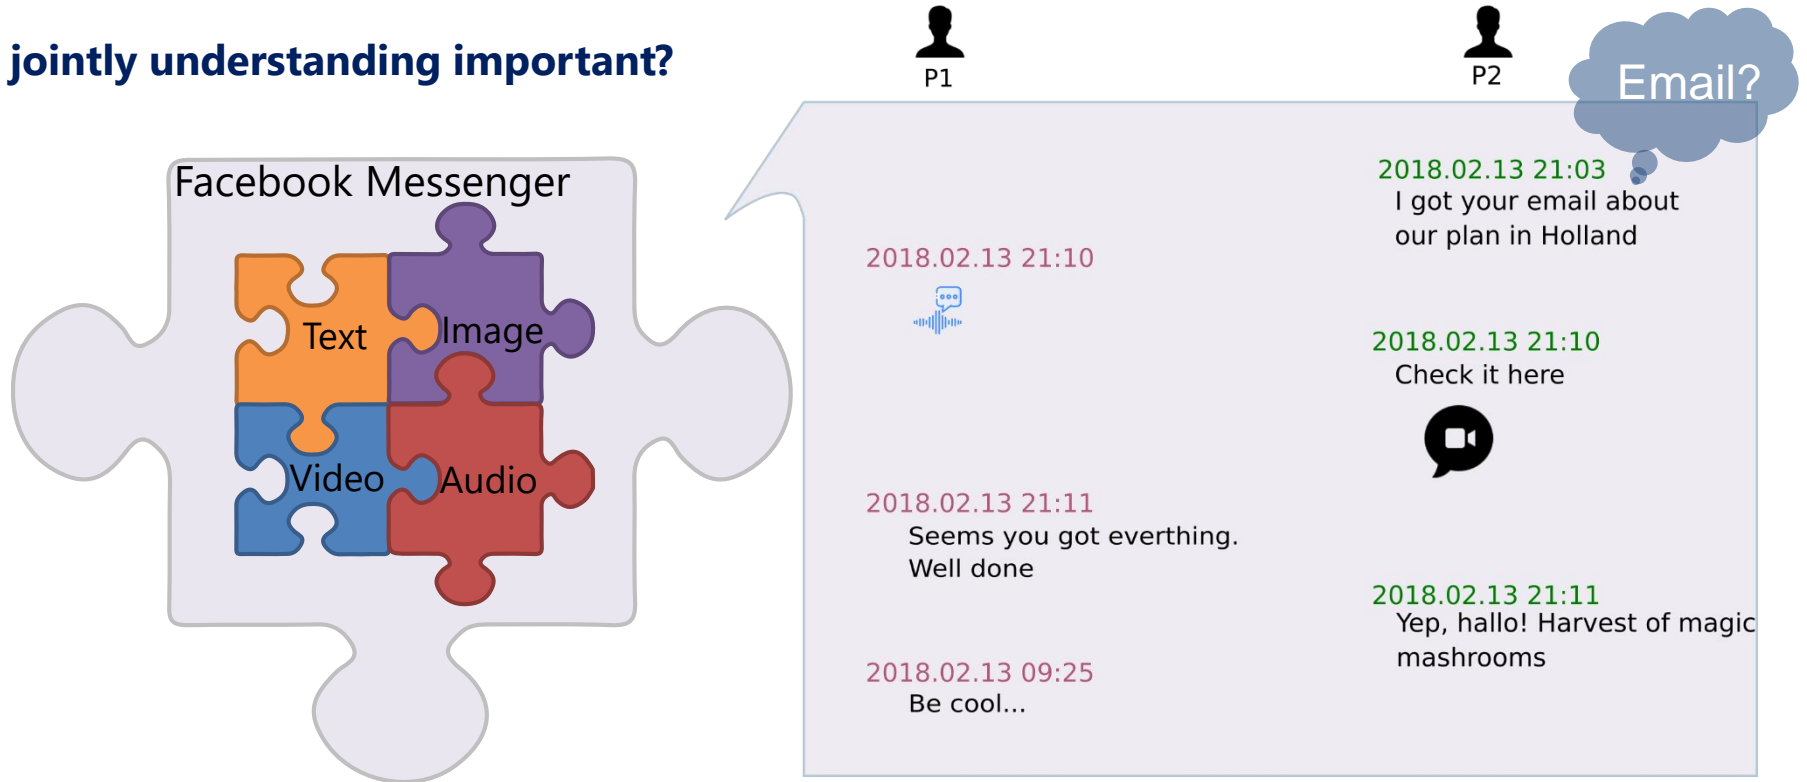 jointly understanding important?
Facebook Messenger
Text
Image
Video
Audio
P1
P2
Email?
2018.02.13 21:03
I got your email about
our plan in Holland
2018.02.13 21:10
2018.02.13 21:10
Check it here
2018.02.13 21:11
Seems you got everthing.
Well done
2018.02.13 21:11
Yep, hallo! Harvest of magic
mashrooms
2018.02.13 09:25
Be cool...